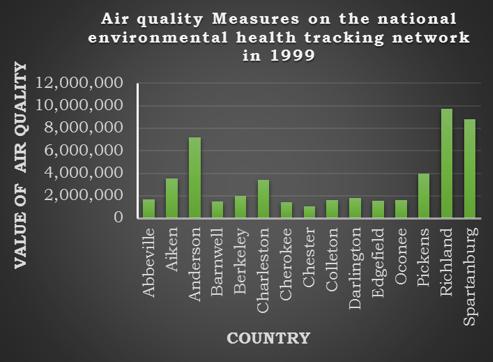 Air quality Measures on the national
environmental health tracking network
in 1999
VALUE OF AIR QUALITY
12,000,000
10,000,000
8,000,000
6,000,000
4,000,000
2,000,000
0
Abbeville
Aiken
Anderson
Barnwell
Berkeley
Charleston
Cherokee
Chester
Colleton
Darlington
Edgefield
Oconee
Pickens
Richland
Spartanburg
COUNTRY